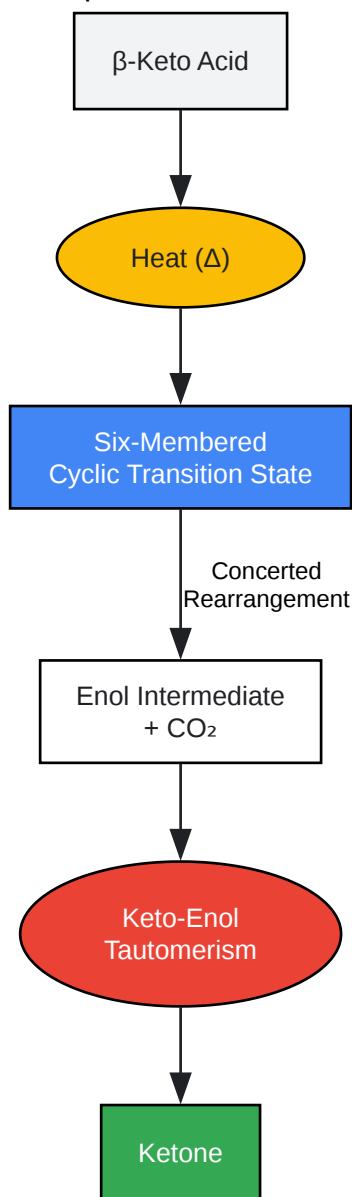 β-Keto Acid
Heat (Δ)
Six-Membered
Cyclic Transition State
Concerted
Rearrangement
Enol Intermediate
+ CO₂
Keto-Enol
Tautomerism
Ketone